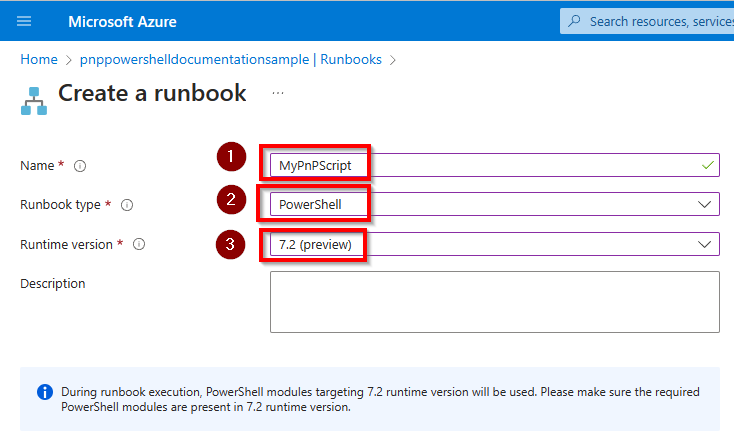 Microsoft Azure
Search resources, services
Home > pnppowershelldocumentationsample | Runbooks >
Create a runbook ...
Name * 1 MyPnPScript
Runbook type * 2 PowerShell
Runtime version * 3 7.2 (preview)
Description
During runbook execution, PowerShell modules targeting 7.2 runtime version will be used. Please make sure the required
PowerShell modules are present in 7.2 runtime version.